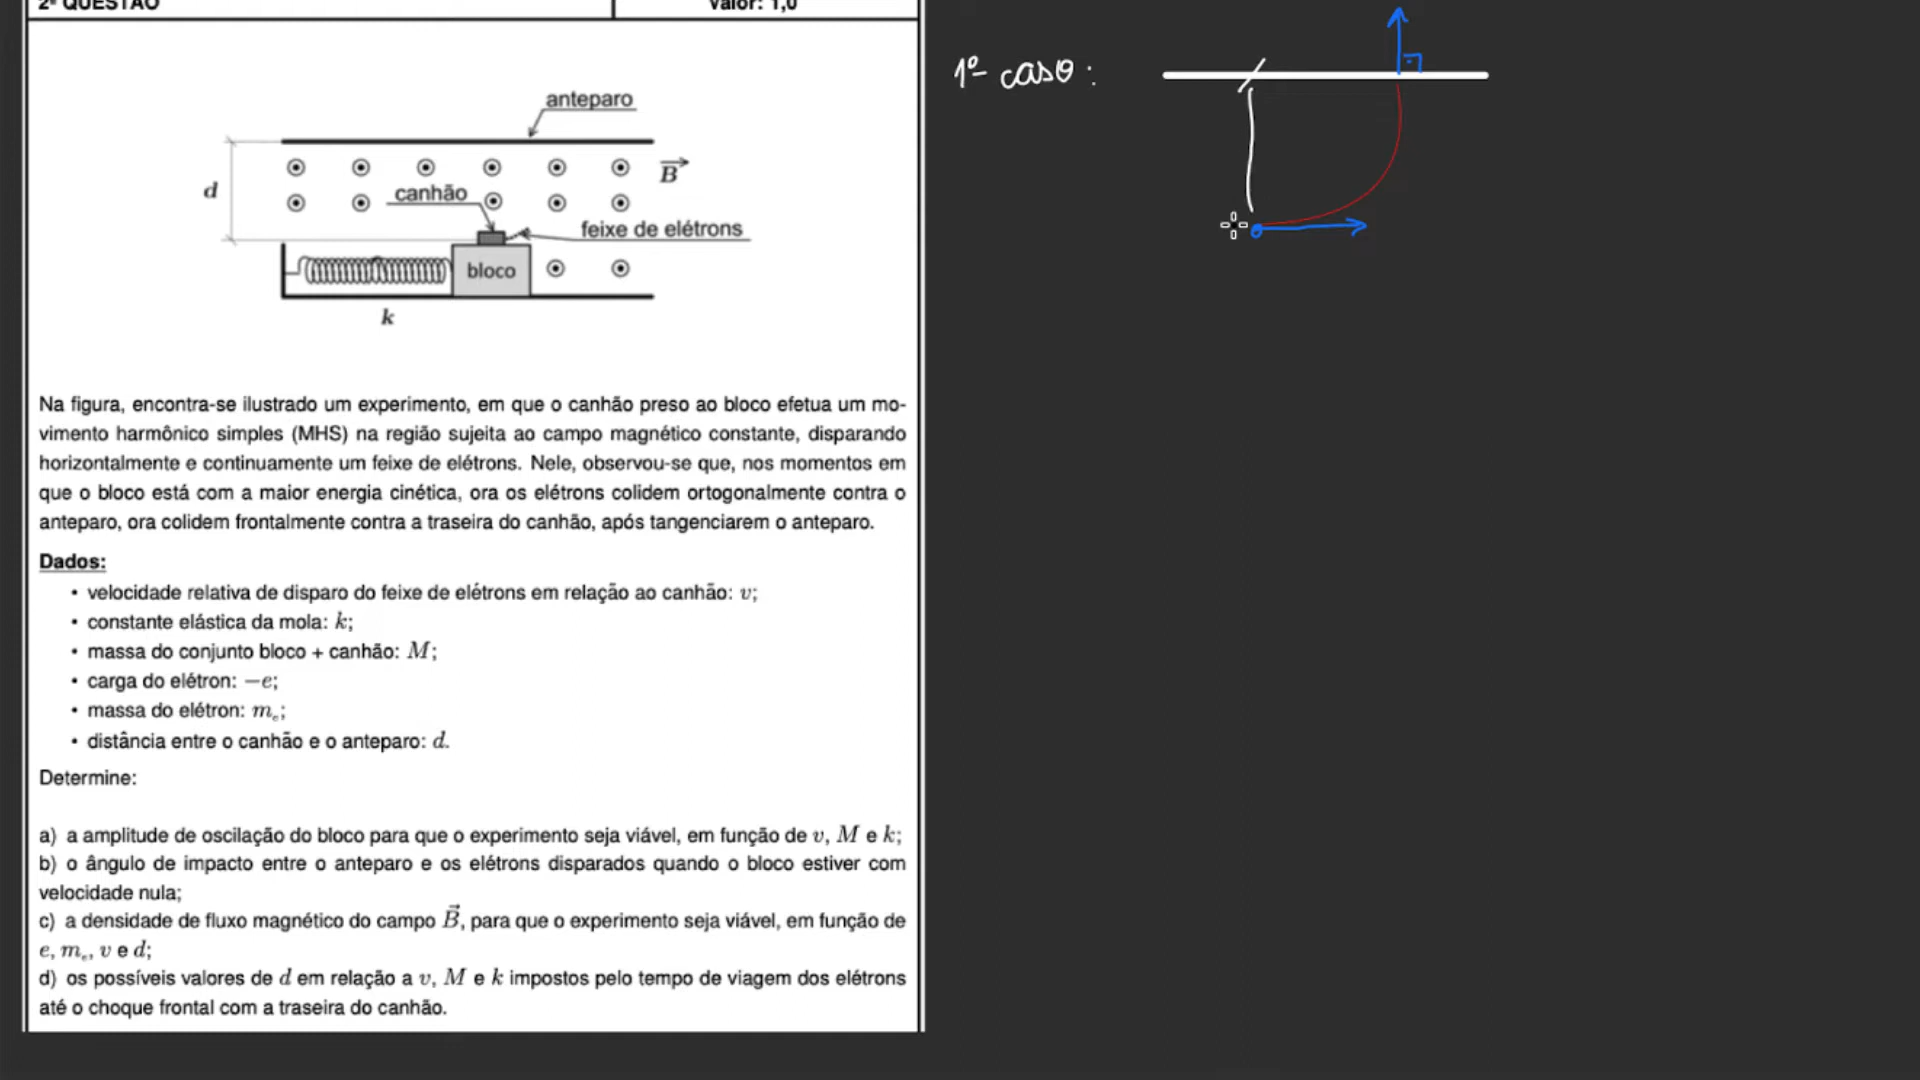 2ª QUESTÃO
Valor: 1,0
1º caso:
anteparo
B
d
canhão
feixe de elétrons
bloco
k
Na figura, encontra-se ilustrado um experimento, em que o canhão preso ao bloco efetua um mo-
vimento harmônico simples (MHS) na região sujeita ao campo magnético constante, disparando
horizontalmente e continuamente um feixe de elétrons. Nele, observou-se que, nos momentos em
que o bloco está com a maior energia cinética, ora os elétrons colidem ortogonalmente contra o
anteparo, ora colidem frontalmente contra a traseira do canhão, após tangenciarem o anteparo.
Dados:
• velocidade relativa de disparo do feixe de elétrons em relação ao canhão: v;
• constante elástica da mola: k;
• massa do conjunto bloco + canhão: M;
• carga do elétron: −e;
• massa do elétron: mₑ;
• distância entre o canhão e o anteparo: d.
Determine:
a) a amplitude de oscilação do bloco para que o experimento seja viável, em função de v, M e k;
b) o ângulo de impacto entre o anteparo e os elétrons disparados quando o bloco estiver com
velocidade nula;
c) a densidade de fluxo magnético do campo B⃗, para que o experimento seja viável, em função de
e, mₑ, v e d;
d) os possíveis valores de d em relação a v, M e k impostos pelo tempo de viagem dos elétrons
até o choque frontal com a traseira do canhão.